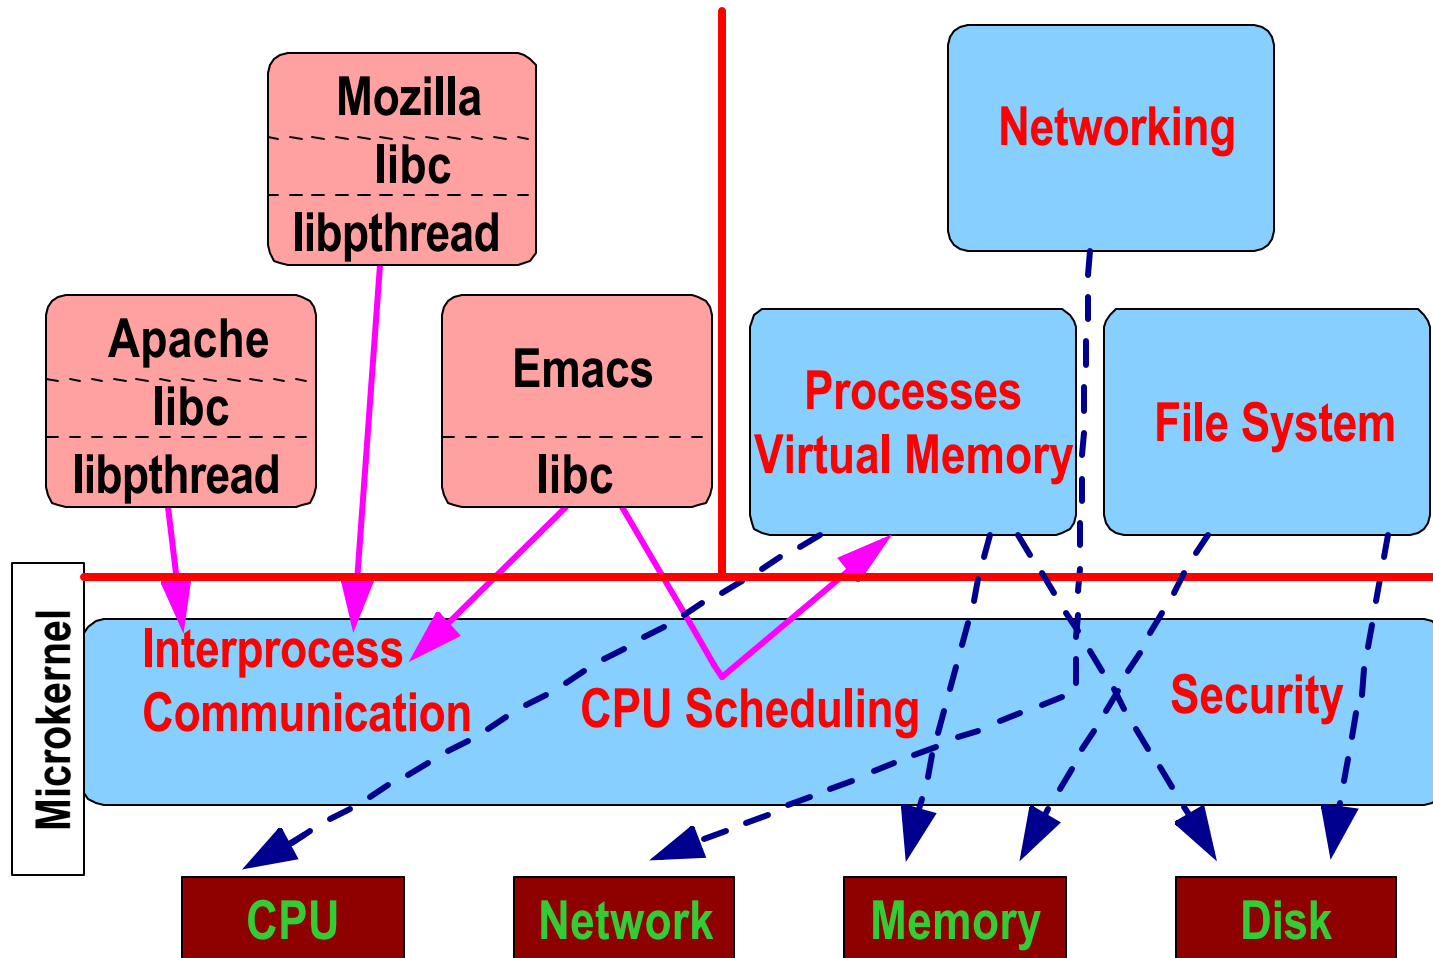 Mozilla
libc
libpthread
Networking
Apache
libc
libpthread
Emacs
libc
Processes
Virtual Memory
File System
Microkernel
Interprocess
Communication
CPU Scheduling
Security
CPU
Network
Memory
Disk